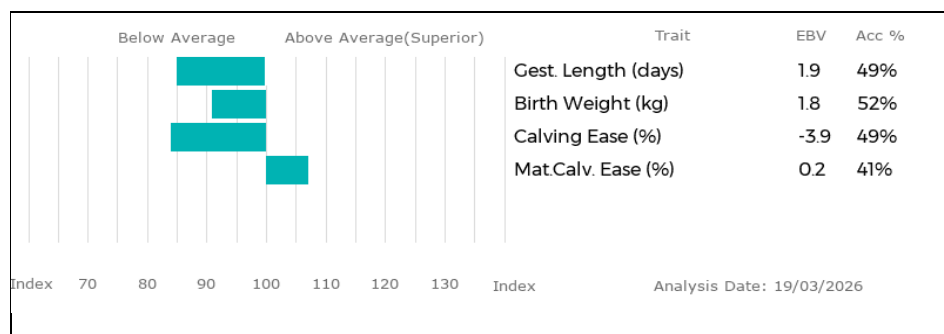 Below Average Above Average(Superior) Trait EBV Acc %
Gest. Length (days) 1.9 49%
Birth Weight (kg) 1.8 52%
Calving Ease (%) -3.9 49%
Mat.Calv. Ease (%) 0.2 41%
Index 70 80 90 100 110 120 130 Index Analysis Date: 19/03/2026